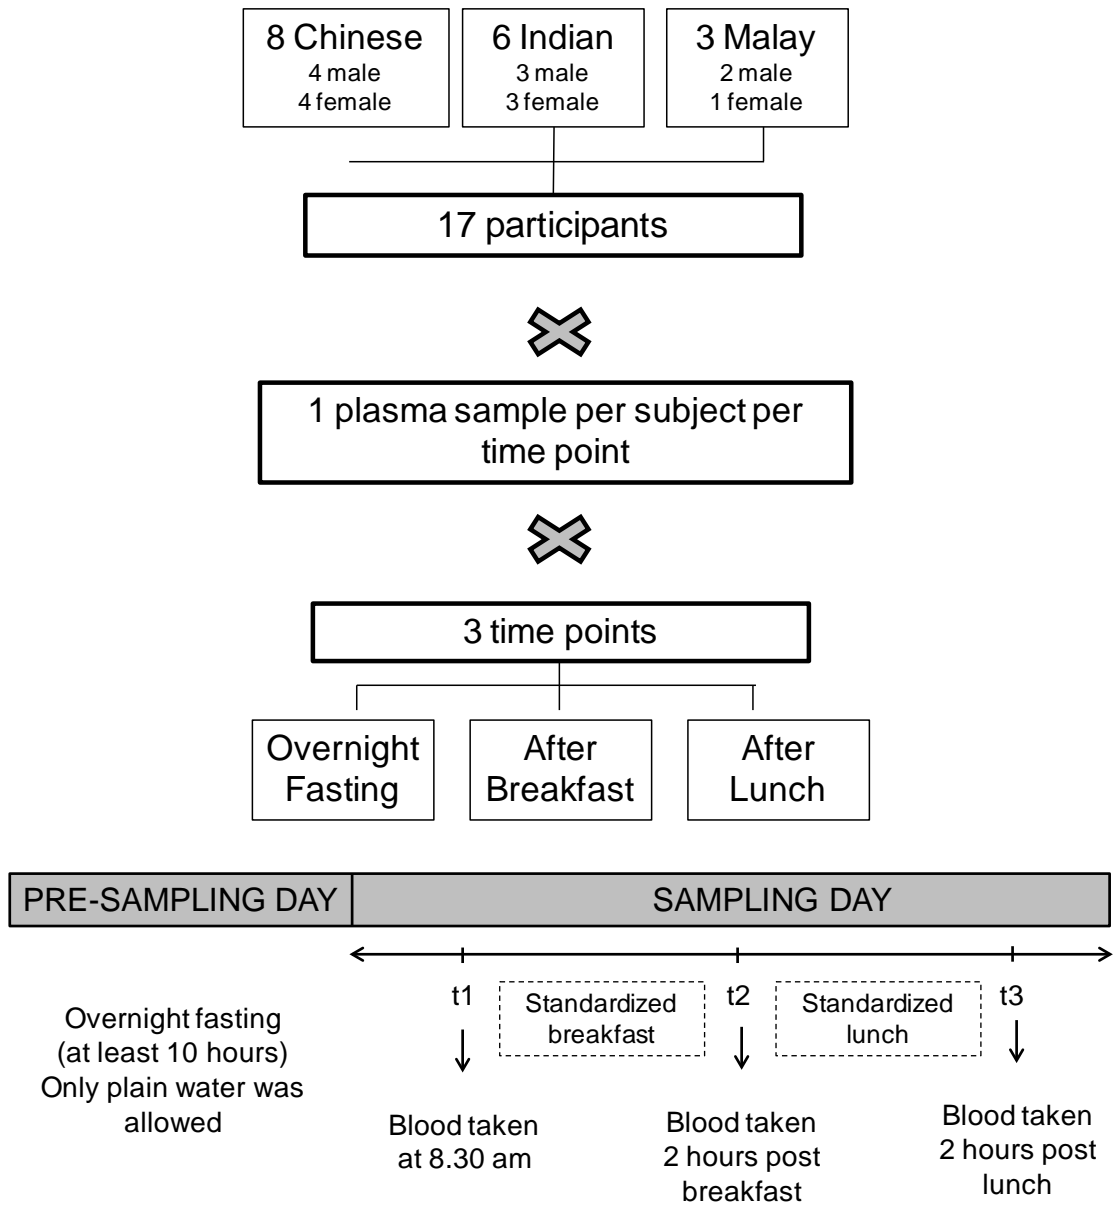 8 Chinese
4 male
4 female
6 Indian
3 male
3 female
3 Malay
2 male
1 female
17 participants
1 plasma sample per subject per
time point
3 time points
Overnight
Fasting
After
Breakfast
After
Lunch
PRE-SAMPLING DAY
SAMPLING DAY
Overnight fasting
(at least 10 hours)
Only plain water was
allowed
t1
Standardized
breakfast
t2
Standardized
lunch
t3
Blood taken
at 8.30 am
Blood taken
2 hours post
breakfast
Blood taken
2 hours post
lunch